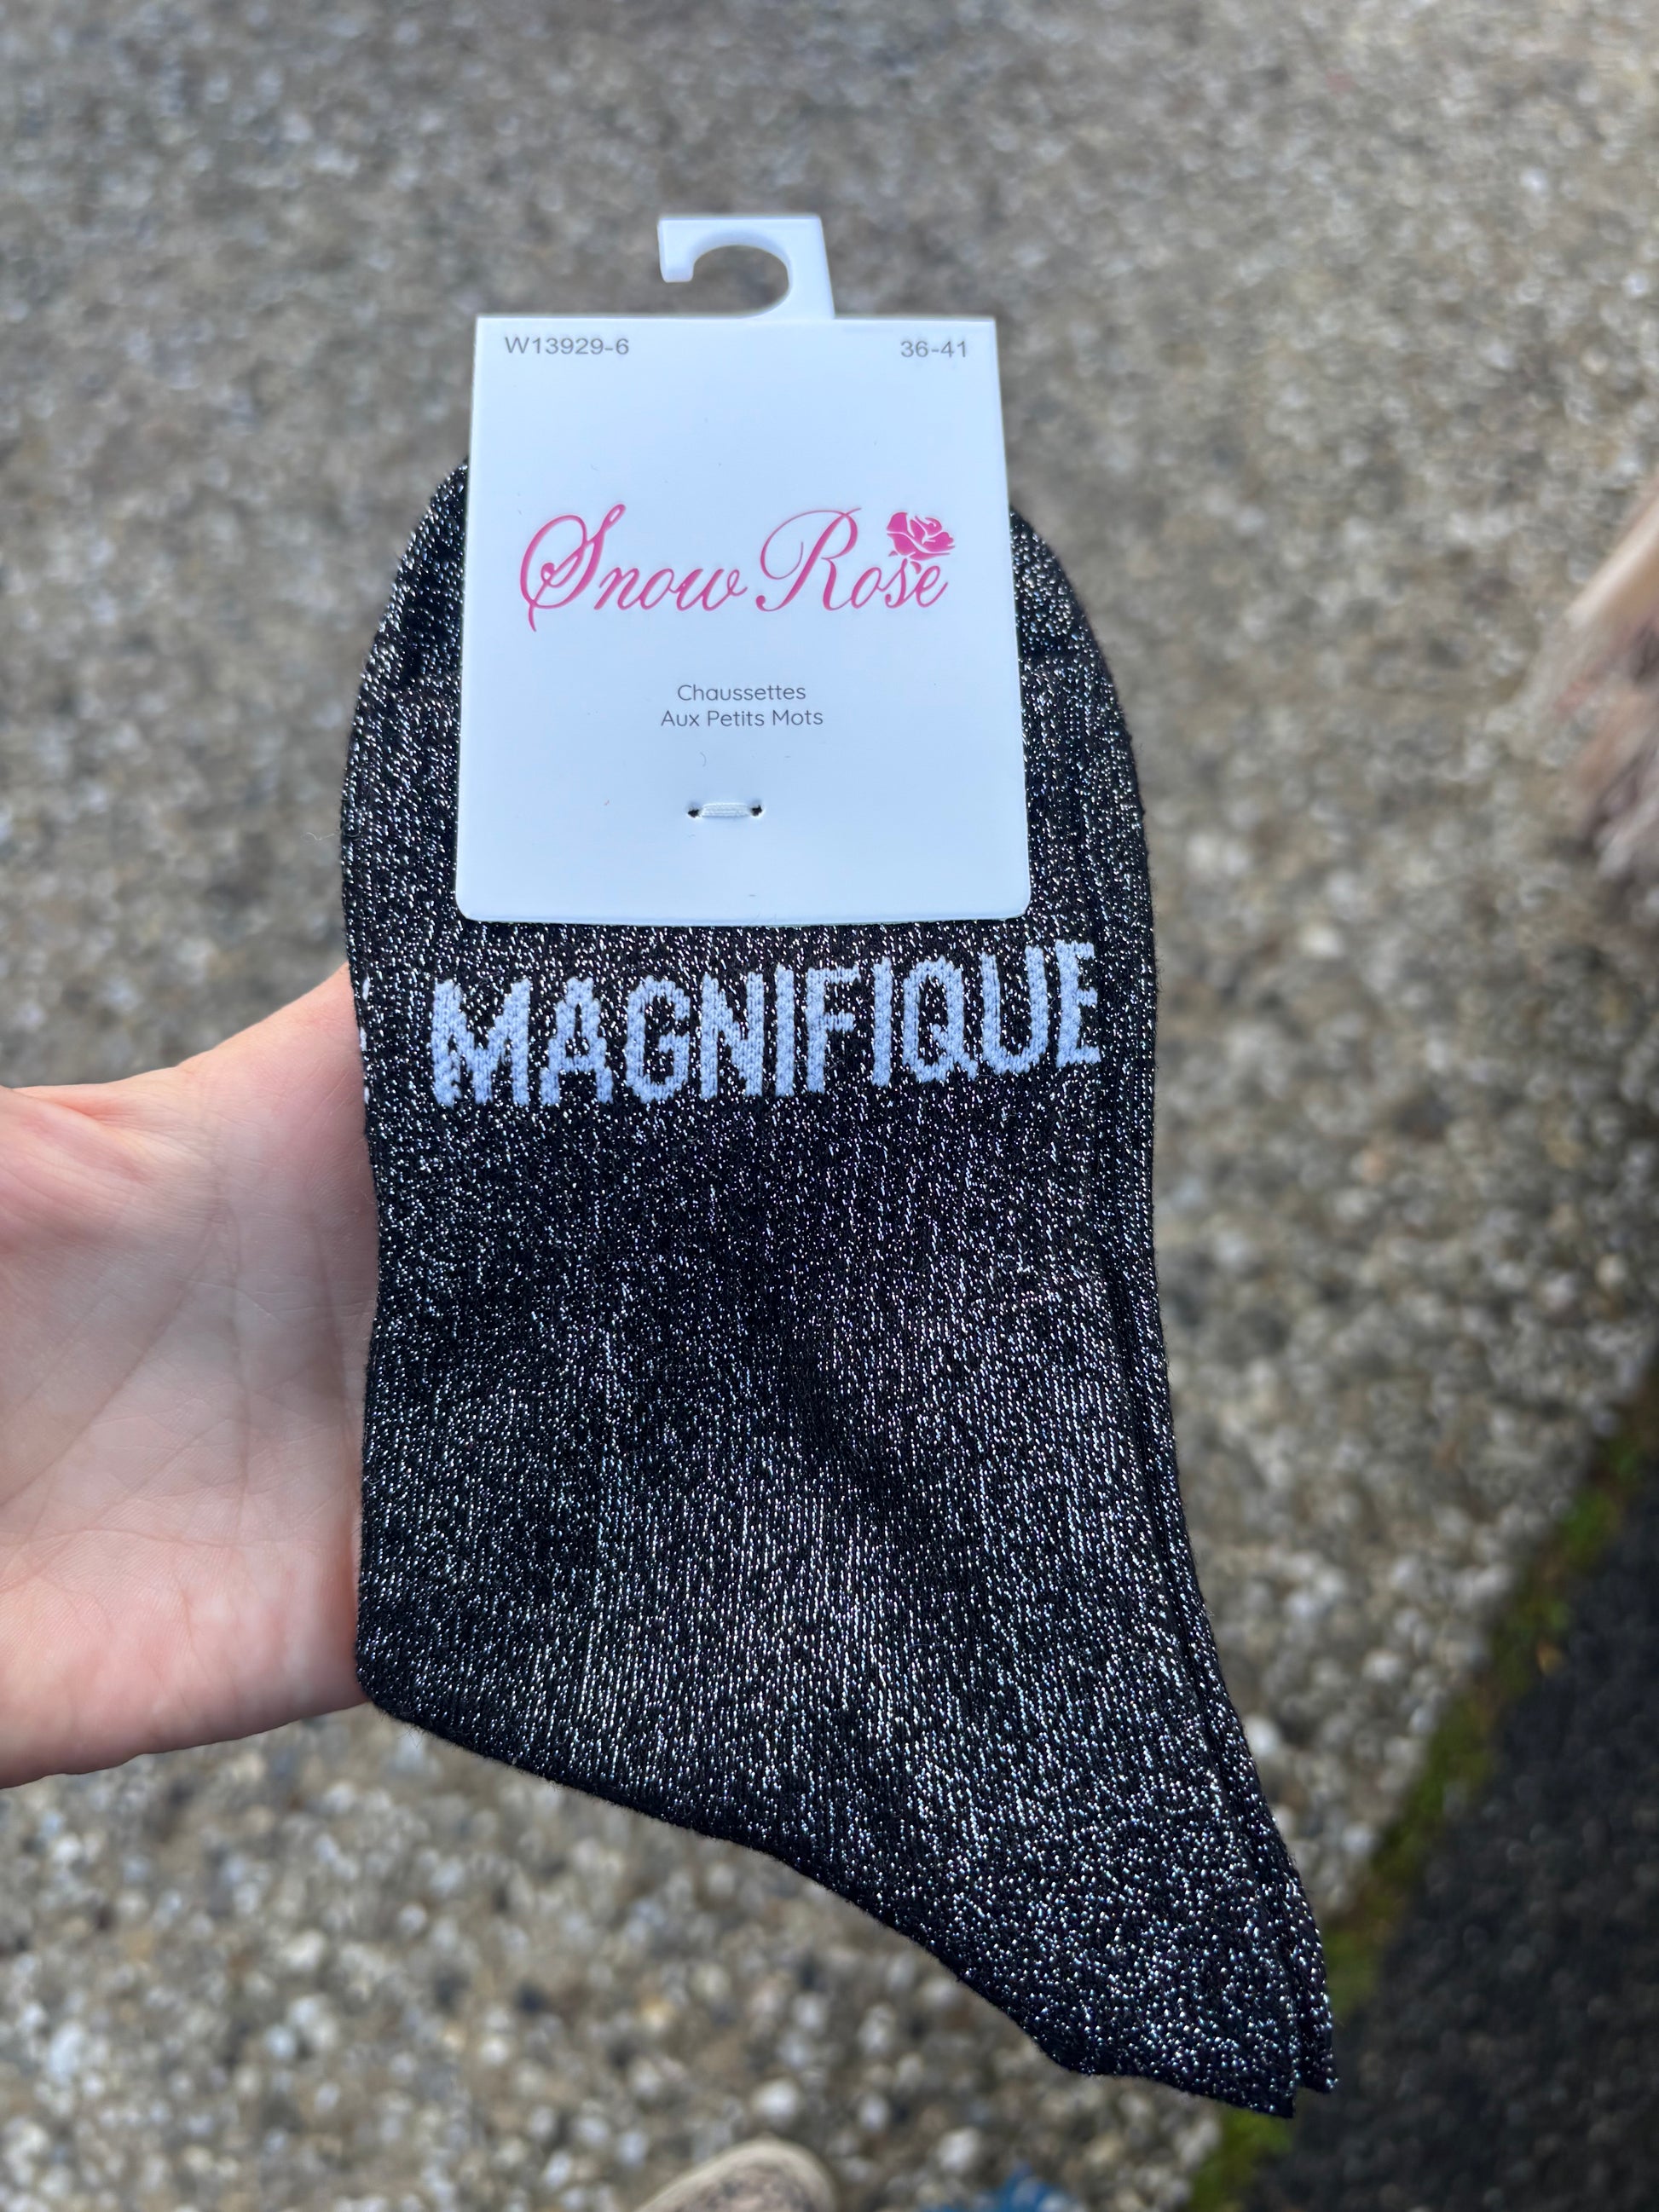 W13929-6 36-41
Snow Rose
Chaussettes
Aux Petits Mots
MAGNIFIQUE